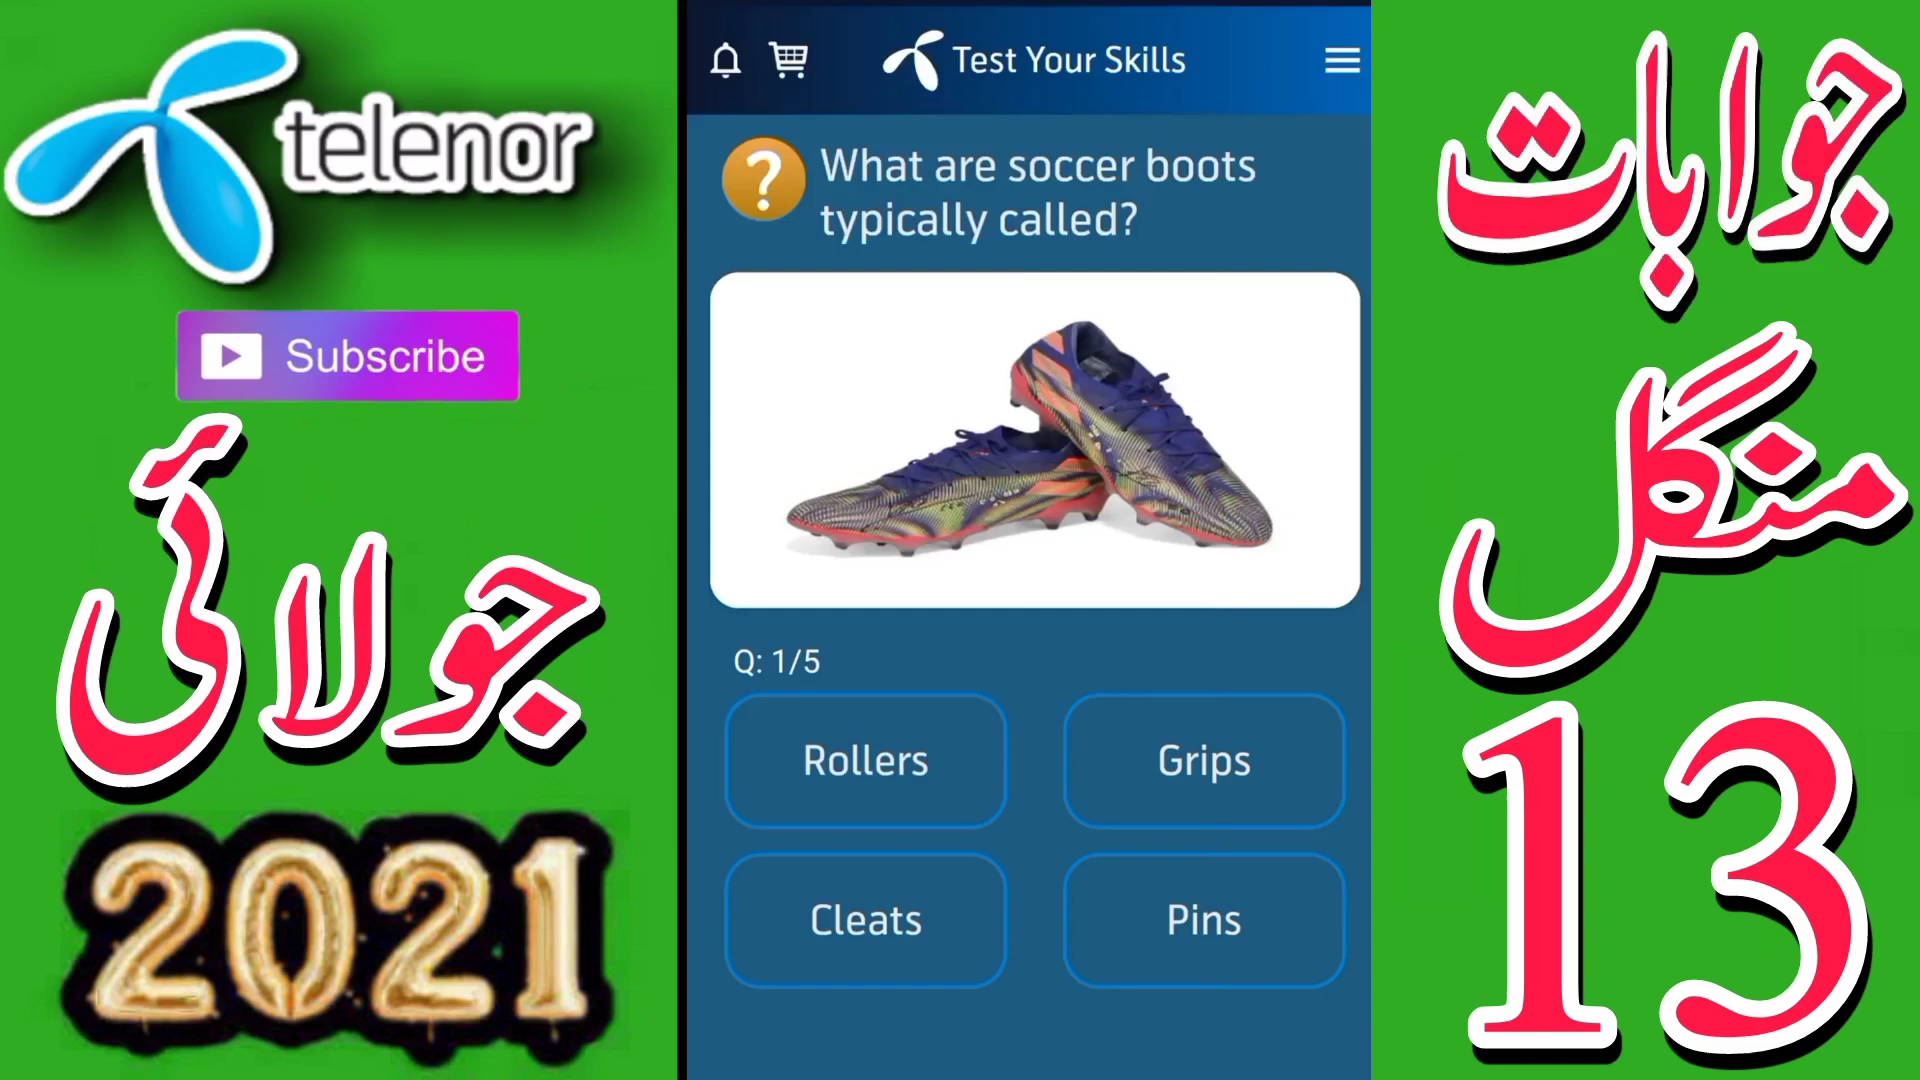 telenor
Subscribe
جولائی
2021
Test Your Skills
What are soccer boots
typically called?
Q: 1/5
Rollers
Grips
Cleats
Pins
جوابات
منگل
13